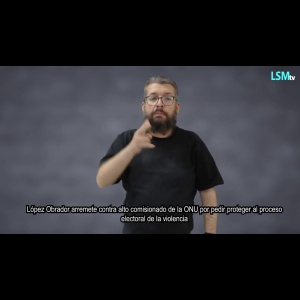 LSMtv
López Obrador arremete contra alto comisionado de la ONU por pedir proteger al proceso
electoral de la violencia